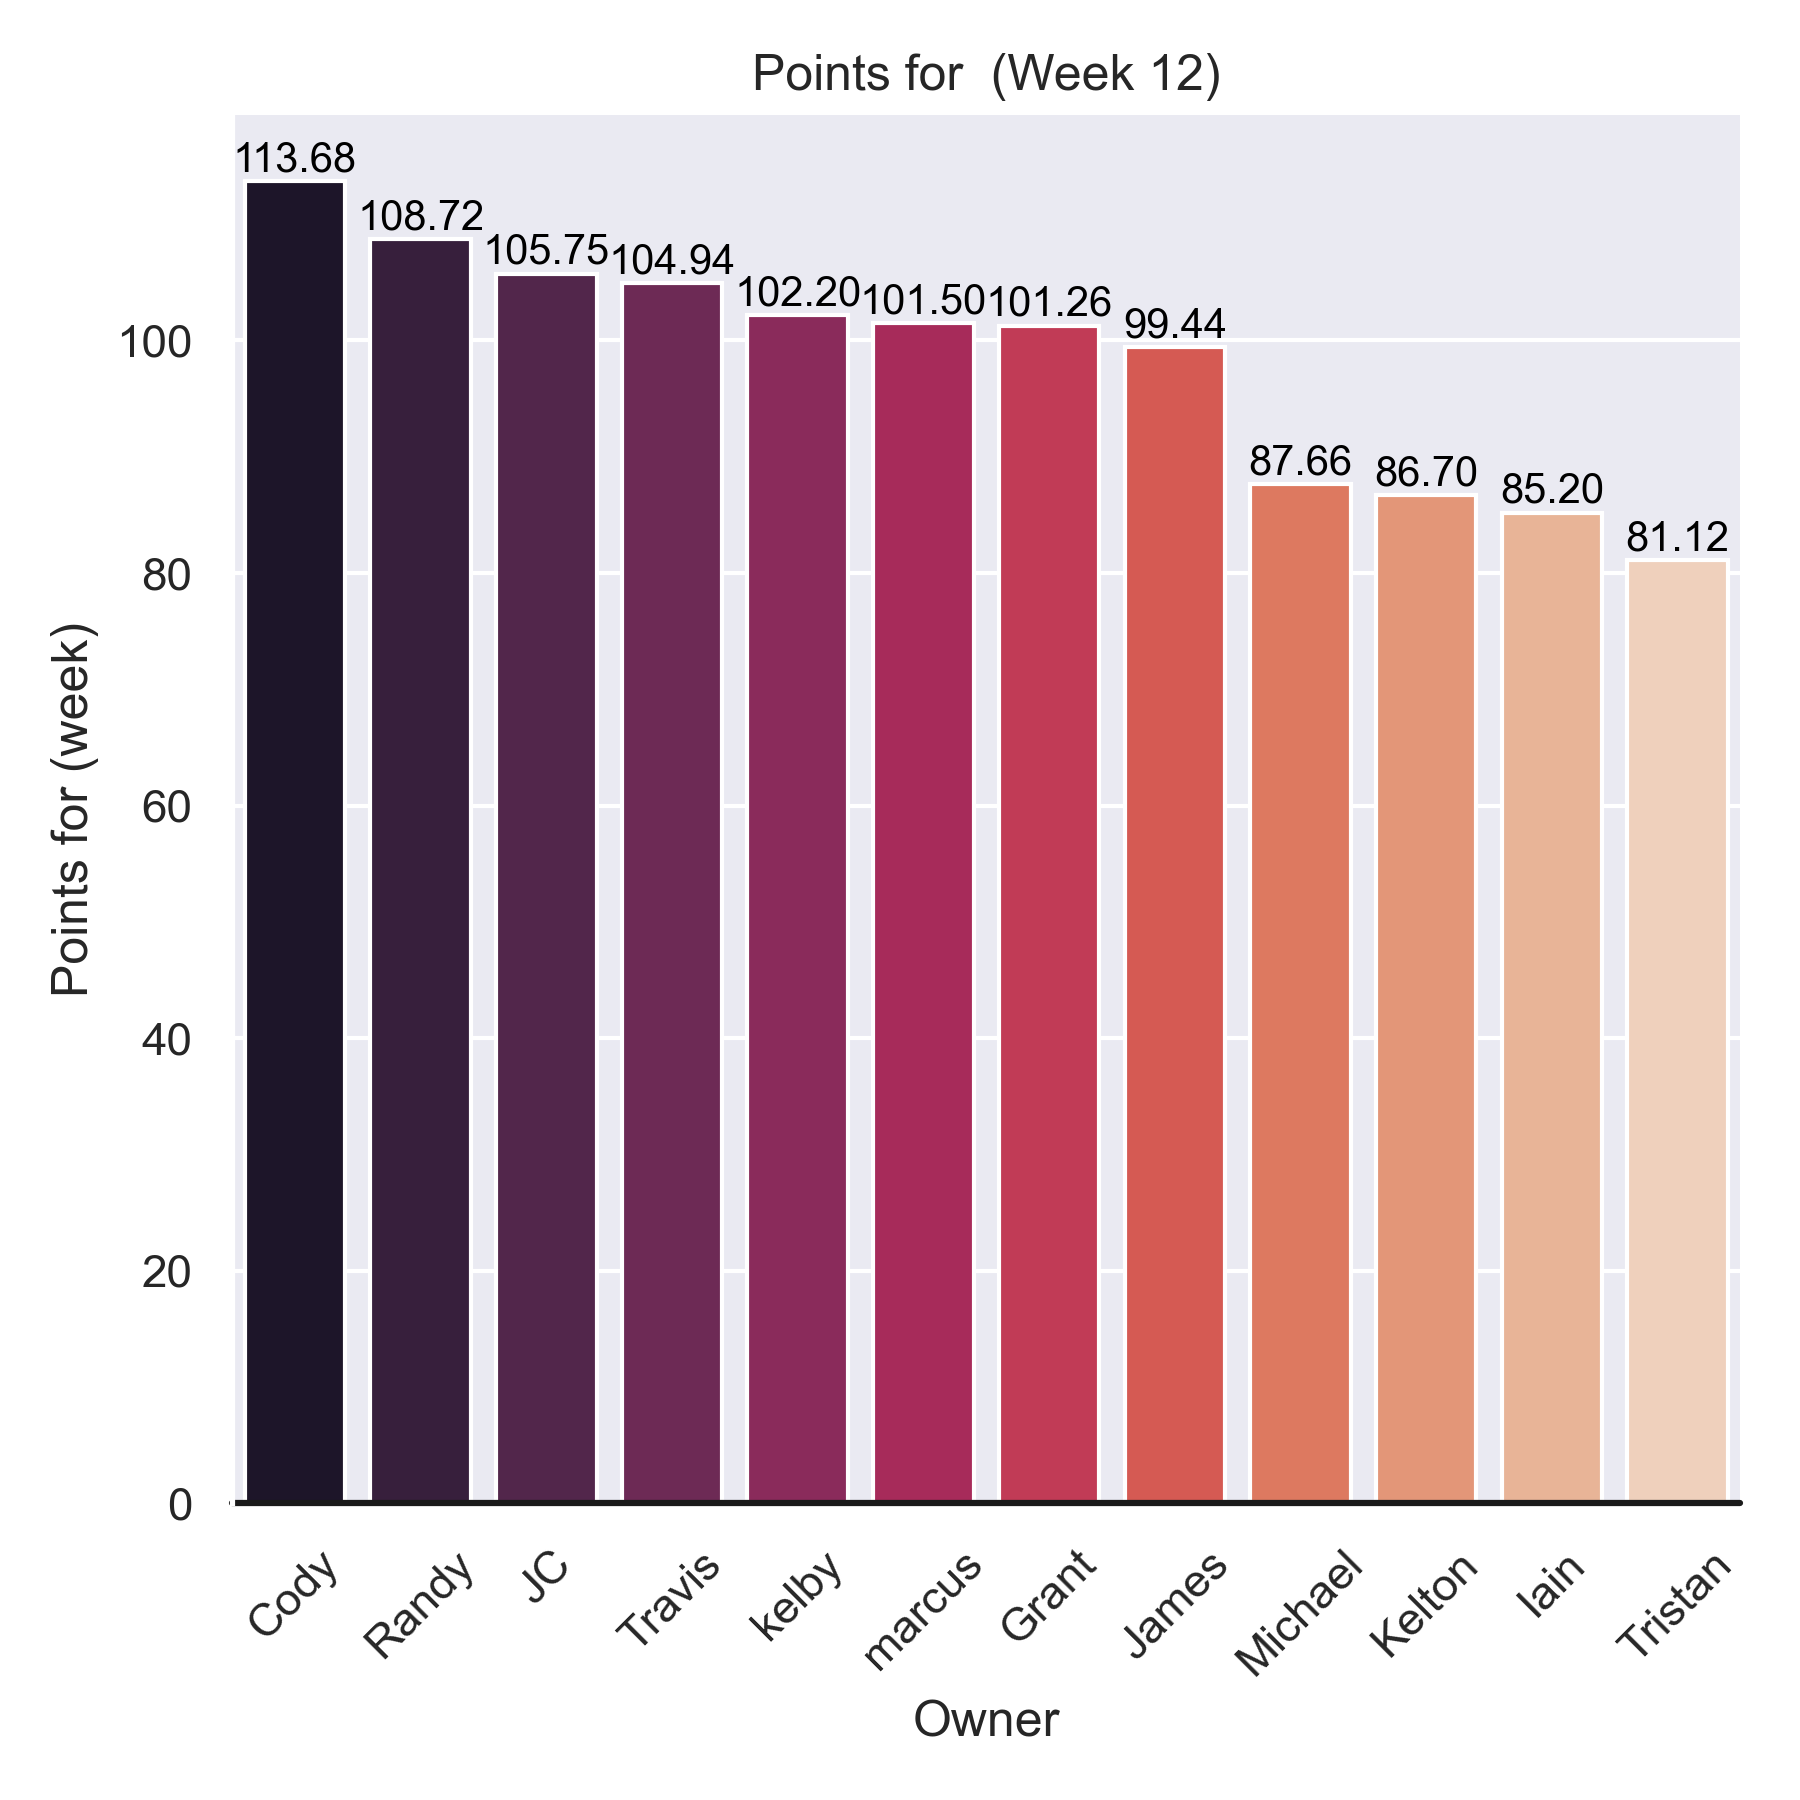 Points for  (Week 12)
113.68
108.72
105.75
104.94
102.20
101.50
101.26
99.44
87.66
86.70
85.20
81.12
100
80
60
40
20
0
Points for (week)
Cody
Randy
JC
Travis
kelby
marcus
Grant
James
Michael
Kelton
Iain
Tristan
Owner